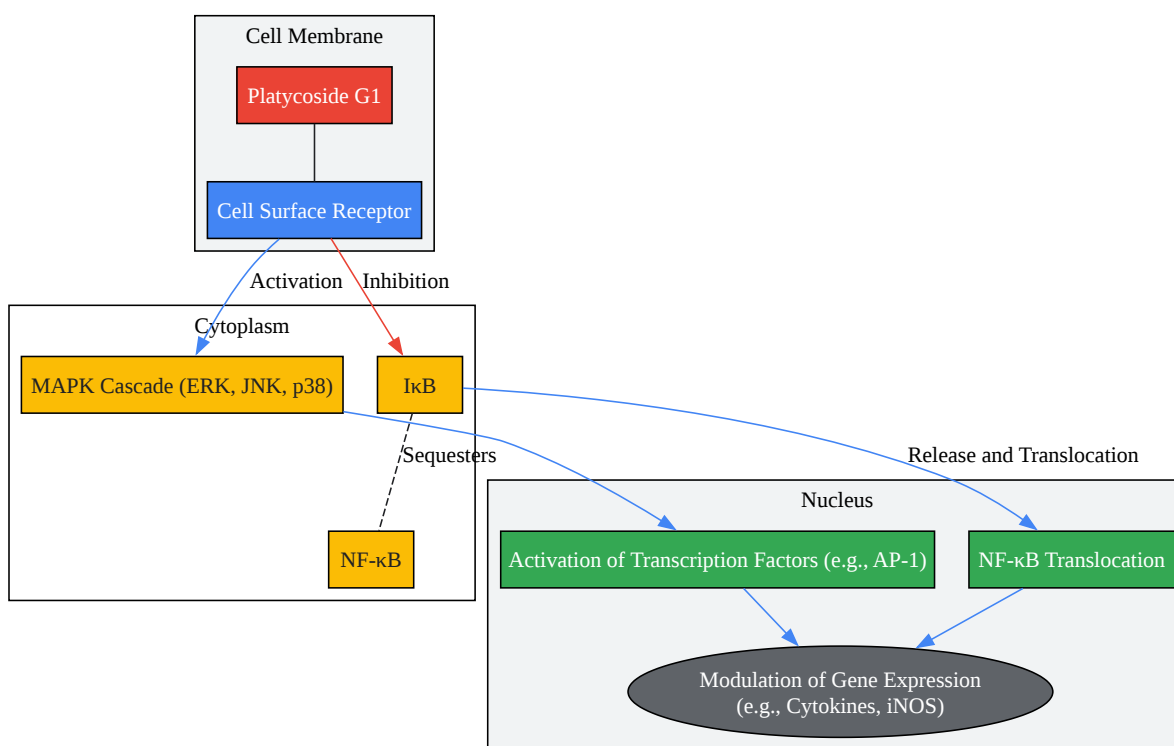 Cell Membrane
Platycoside G1
Cell Surface Receptor
Activation
Inhibition
Cytoplasm
MAPK Cascade (ERK, JNK, p38)
IκB
Sequesters
Release and Translocation
Nucleus
NF-κB
Activation of Transcription Factors (e.g., AP-1)
NF-κB Translocation
Modulation of Gene Expression
(e.g., Cytokines, iNOS)